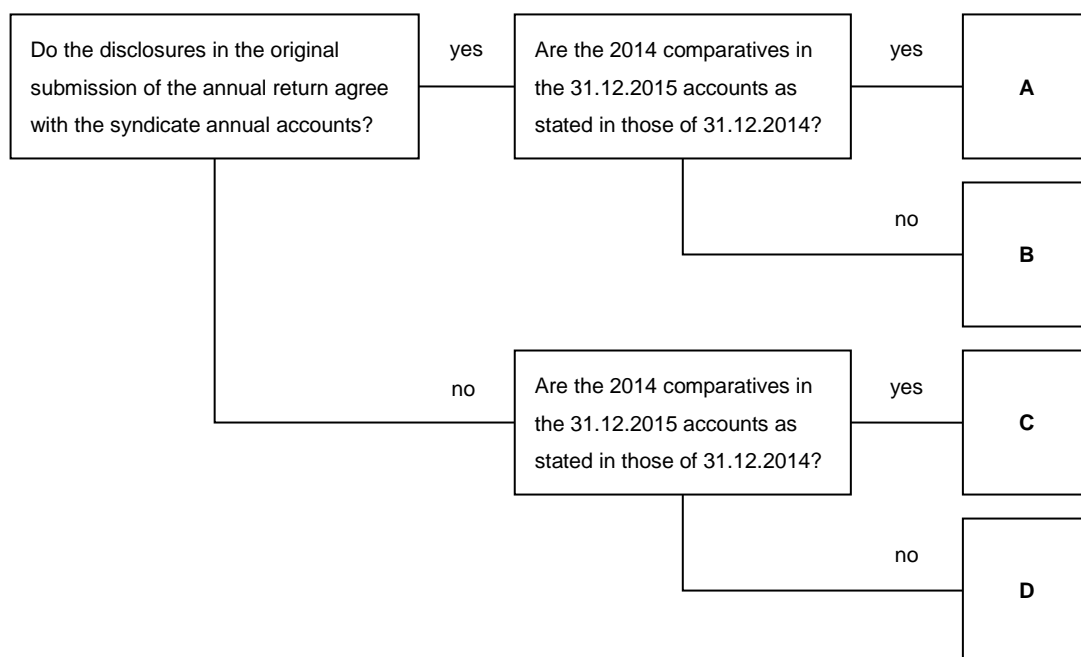 Do the disclosures in the original
submission of the annual return agree
with the syndicate annual accounts?
yes
Are the 2014 comparatives in
the 31.12.2015 accounts as
stated in those of 31.12.2014?
yes
A
no
B
no
Are the 2014 comparatives in
the 31.12.2015 accounts as
stated in those of 31.12.2014?
yes
C
no
D